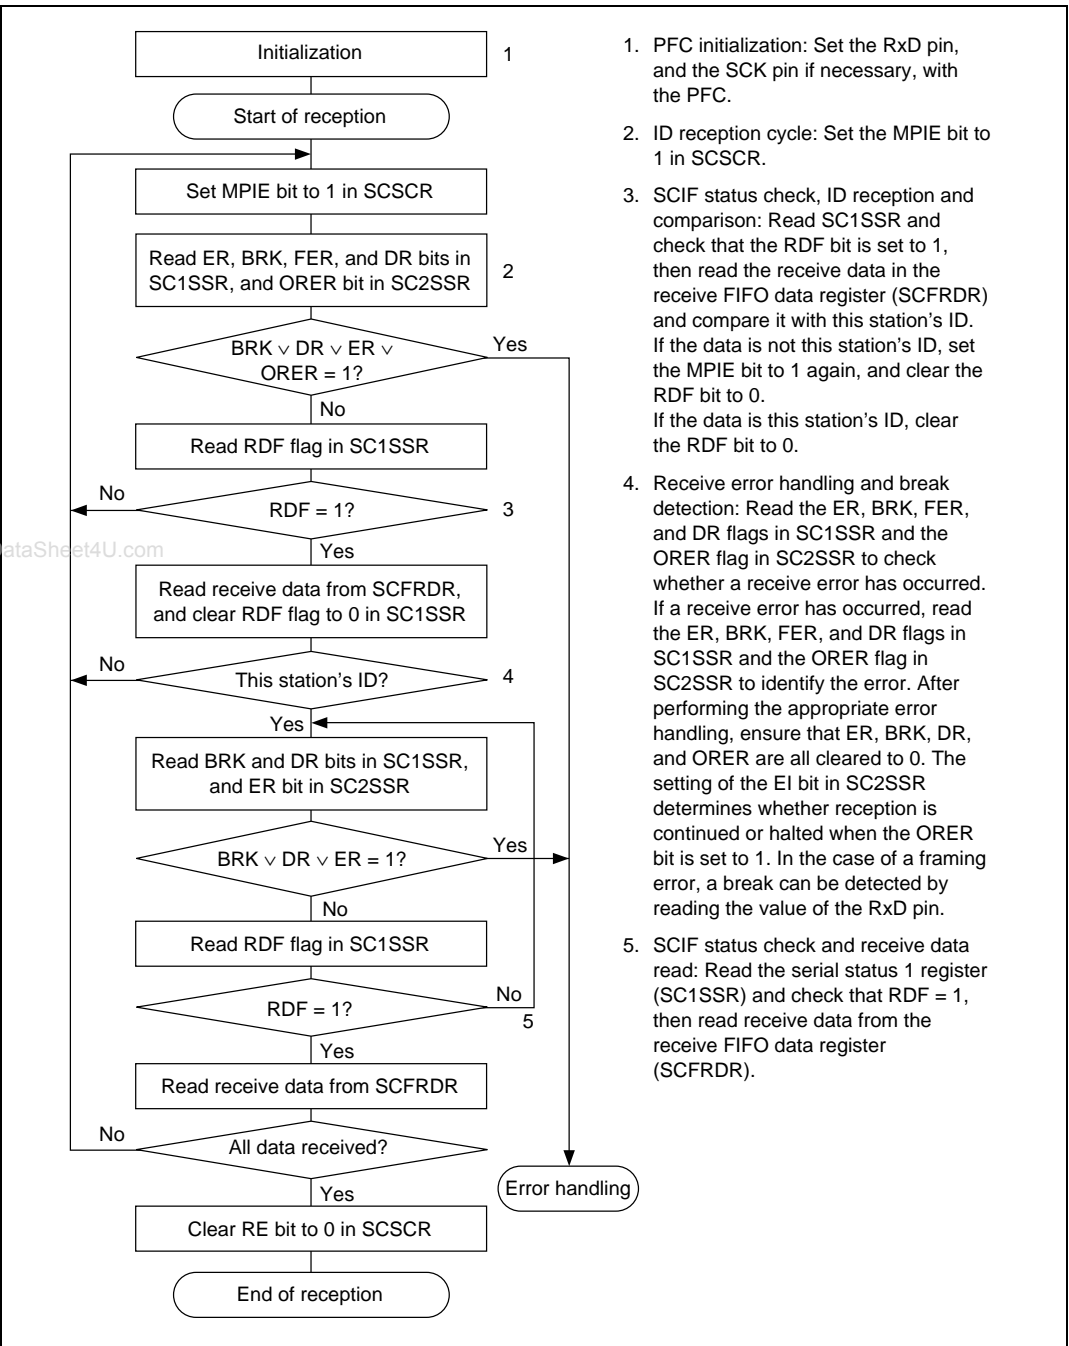 Initialization
1
Start of reception
Set MPIE bit to 1 in SCSCR
Read ER, BRK, FER, and DR bits in
SC1SSR, and ORER bit in SC2SSR
2
BRK ∨ DR ∨ ER ∨
ORER = 1?
Yes
No
Read RDF flag in SC1SSR
No
RDF = 1?
3
Yes
Read receive data from SCFRDR,
and clear RDF flag to 0 in SC1SSR
No
This station's ID?
4
Yes
Read BRK and DR bits in SC1SSR,
and ER bit in SC2SSR
BRK ∨ DR ∨ ER = 1?
Yes
No
Read RDF flag in SC1SSR
RDF = 1?
No
5
Yes
Read receive data from SCFRDR
No
All data received?
Yes
Error handling
Clear RE bit to 0 in SCSCR
End of reception
1. PFC initialization: Set the RxD pin,
and the SCK pin if necessary, with
the PFC.
2. ID reception cycle: Set the MPIE bit to
1 in SCSCR.
3. SCIF status check, ID reception and
comparison: Read SC1SSR and
check that the RDF bit is set to 1,
then read the receive data in the
receive FIFO data register (SCFRDR)
and compare it with this station's ID.
If the data is not this station's ID, set
the MPIE bit to 1 again, and clear the
RDF bit to 0.
If the data is this station's ID, clear
the RDF bit to 0.
4. Receive error handling and break
detection: Read the ER, BRK, FER,
and DR flags in SC1SSR and the
ORER flag in SC2SSR to check
whether a receive error has occurred.
If a receive error has occurred, read
the ER, BRK, FER, and DR flags in
SC1SSR and the ORER flag in
SC2SSR to identify the error. After
performing the appropriate error
handling, ensure that ER, BRK, DR,
and ORER are all cleared to 0. The
setting of the EI bit in SC2SSR
determines whether reception is
continued or halted when the ORER
bit is set to 1. In the case of a framing
error, a break can be detected by
reading the value of the RxD pin.
5. SCIF status check and receive data
read: Read the serial status 1 register
(SC1SSR) and check that RDF = 1,
then read receive data from the
receive FIFO data register
(SCFRDR).
ataSheet4U.com